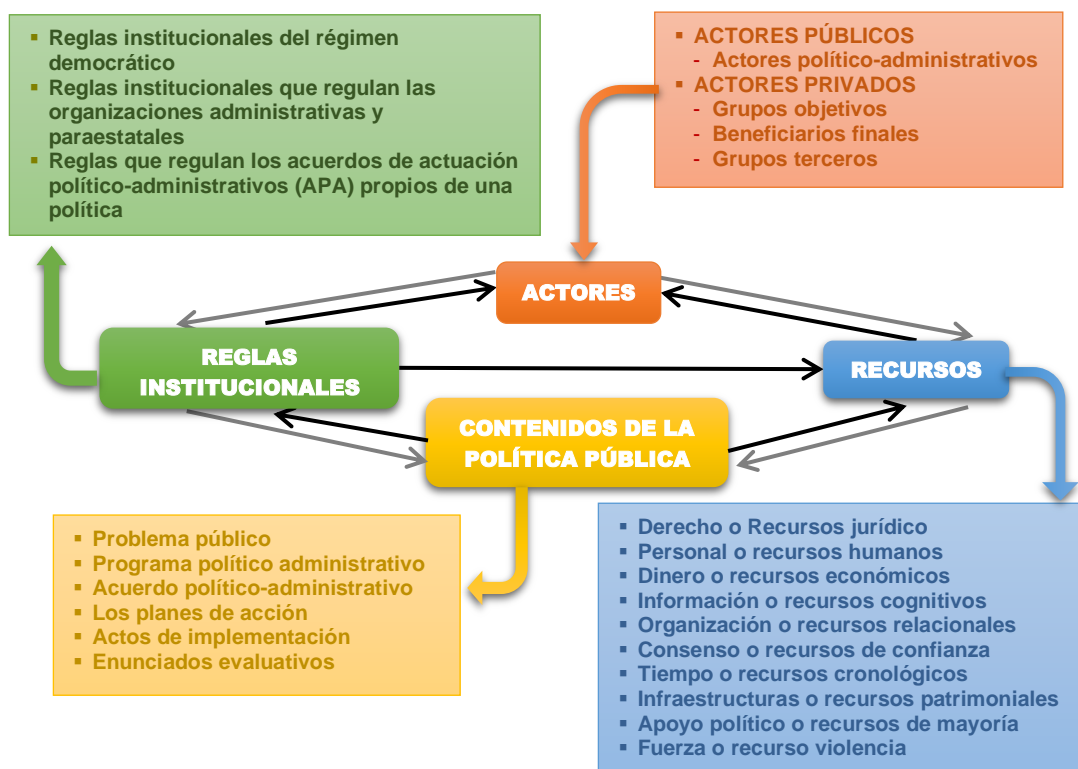 ▪ Reglas institucionales del régimen
democrático
▪ Reglas institucionales que regulan las
organizaciones administrativas y
paraestatales
▪ Reglas que regulan los acuerdos de actuación
político-administrativos (APA) propios de una
política
▪ ACTORES PÚBLICOS
- Actores político-administrativos
▪ ACTORES PRIVADOS
- Grupos objetivos
- Beneficiarios finales
- Grupos terceros
ACTORES
REGLAS
INSTITUCIONALES
RECURSOS
CONTENIDOS DE LA
POLÍTICA PÚBLICA
▪ Problema público
▪ Programa político administrativo
▪ Acuerdo político-administrativo
▪ Los planes de acción
▪ Actos de implementación
▪ Enunciados evaluativos
▪ Derecho o Recursos jurídico
▪ Personal o recursos humanos
▪ Dinero o recursos económicos
▪ Información o recursos cognitivos
▪ Organización o recursos relacionales
▪ Consenso o recursos de confianza
▪ Tiempo o recursos cronológicos
▪ Infraestructuras o recursos patrimoniales
▪ Apoyo político o recursos de mayoría
▪ Fuerza o recurso violencia